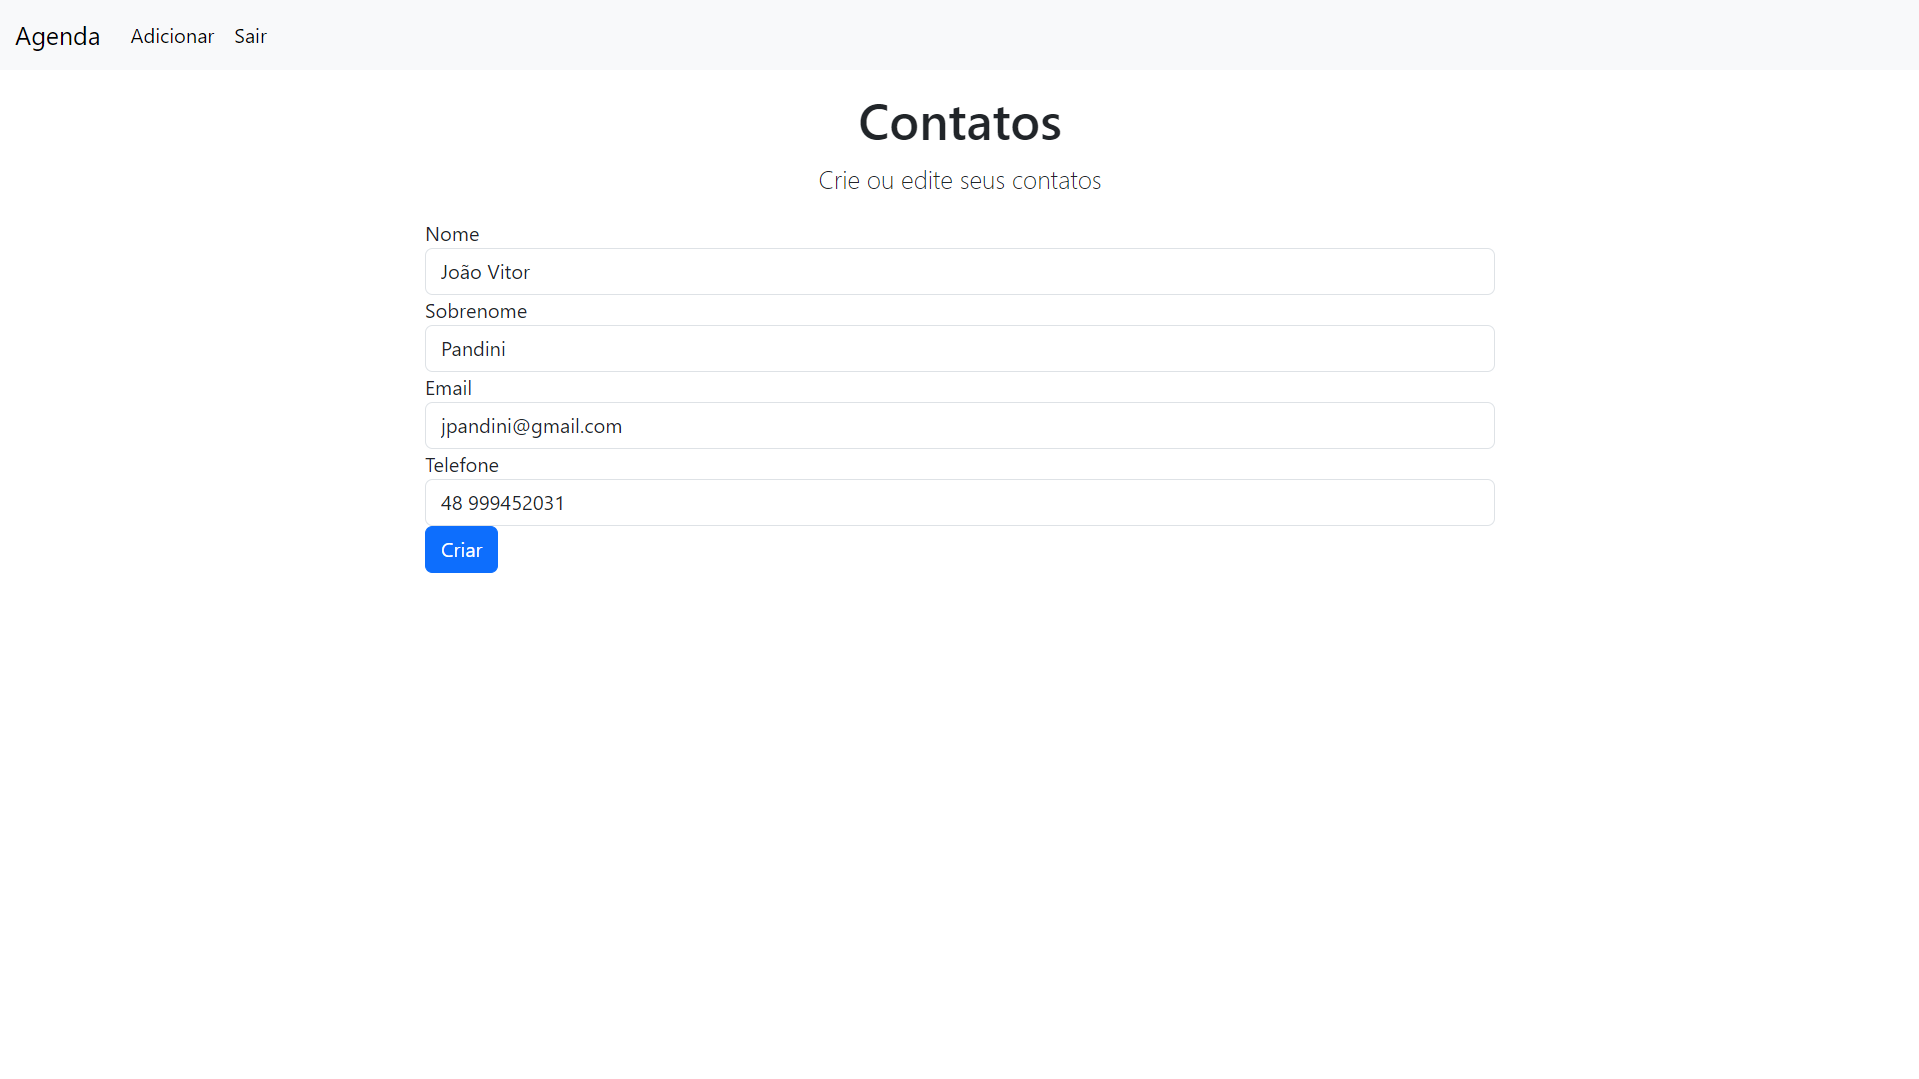 Agenda Adicionar Sair
Contatos
Crie ou edite seus contatos
Nome
João Vitor
Sobrenome
Pandini
Email
jpandini@gmail.com
Telefone
48 999452031
Criar